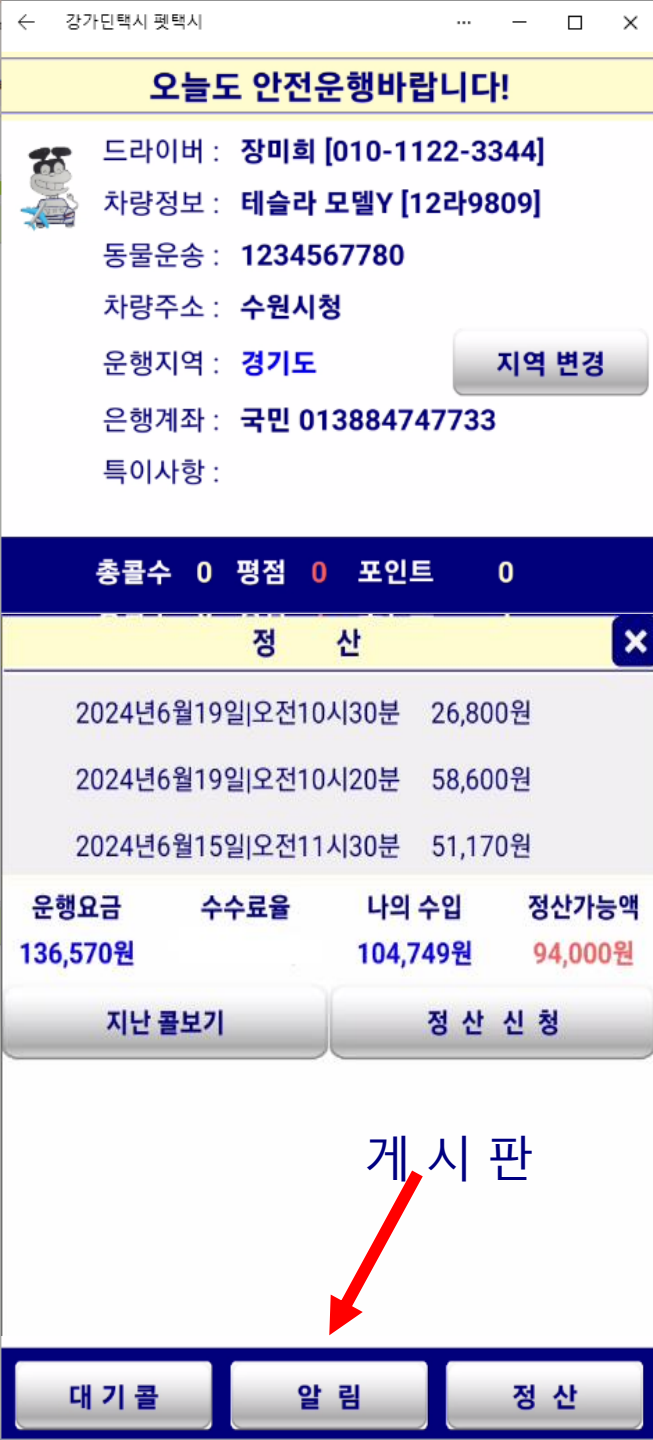 강가딘택시 펫택시
오늘도 안전운행바랍니다!
드라이버 : 장미희 [010-1122-3344]
차량정보 : 테슬라 모델Y [12라9809]
동물운송 : 1234567780
차량주소 : 수원시청
운행지역 : 경기도 지역 변경
은행계좌 : 국민 013884747733
특이사항 :
총콜수 0 평점 0 포인트 0
정 산
2024년6월19일|오전10시30분 26,800원
2024년6월19일|오전10시20분 58,600원
2024년6월15일|오전11시30분 51,170원
운행요금 수수료율 나의 수입 정산가능액
136,570원 104,749원 94,000원
지난 콜보기 정 산 신 청
게 시 판
대 기 콜 알 림 정 산